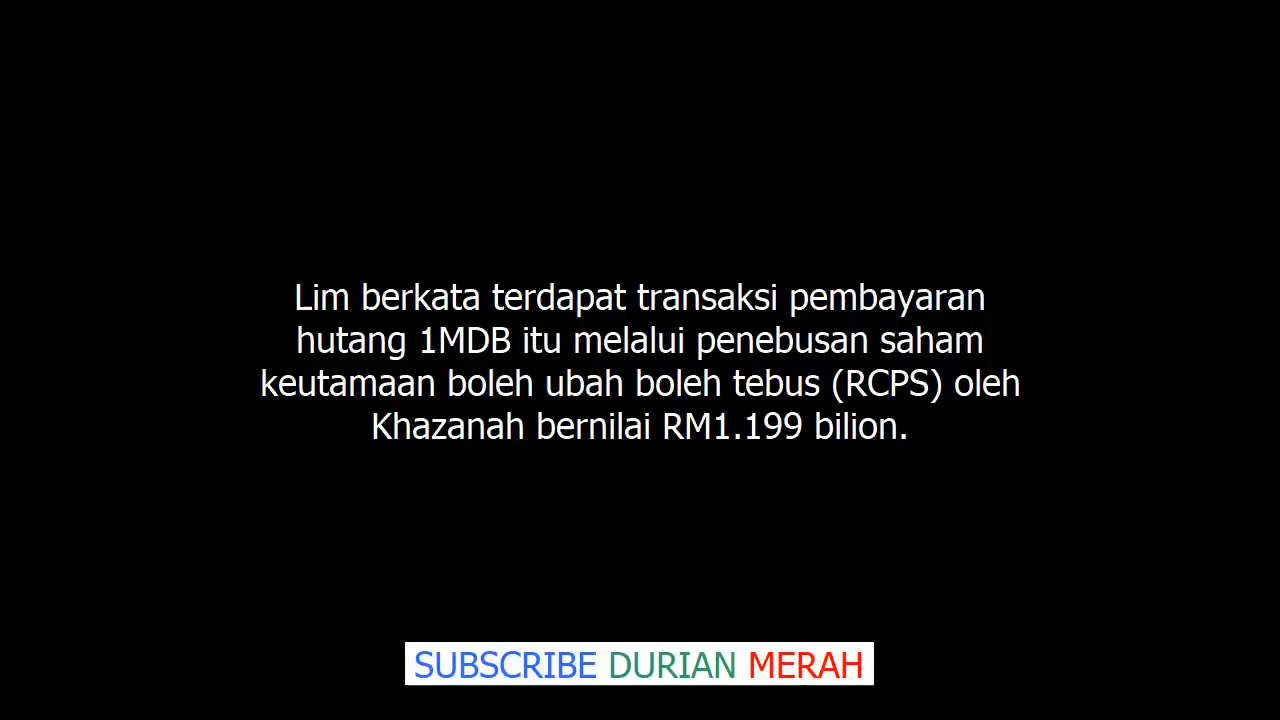 Lim berkata terdapat transaksi pembayaran
hutang 1MDB itu melalui penebusan saham
keutamaan boleh ubah boleh tebus (RCPS) oleh
Khazanah bernilai RM1.199 bilion.
SUBSCRIBE DURIAN MERAH